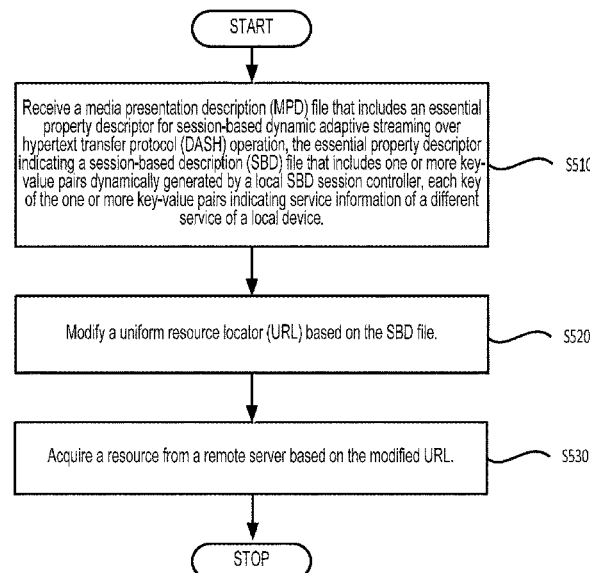 START
Receive a media presentation description (MPD) file that includes an essential
property descriptor for session-based dynamic adaptive streaming over
hypertext transfer protocol (DASH) operation, the essential property descriptor
indicating a session-based description (SBD) file that includes one or more key-
value pairs dynamically generated by a local SBD session controller, each key
of the one or more key-value pairs indicating service information of a different
service of a local device.
S510
Modify a uniform resource locator (URL) based on the SBD file.
S520
Acquire a resource from a remote server based on the modified URL.
S530
STOP